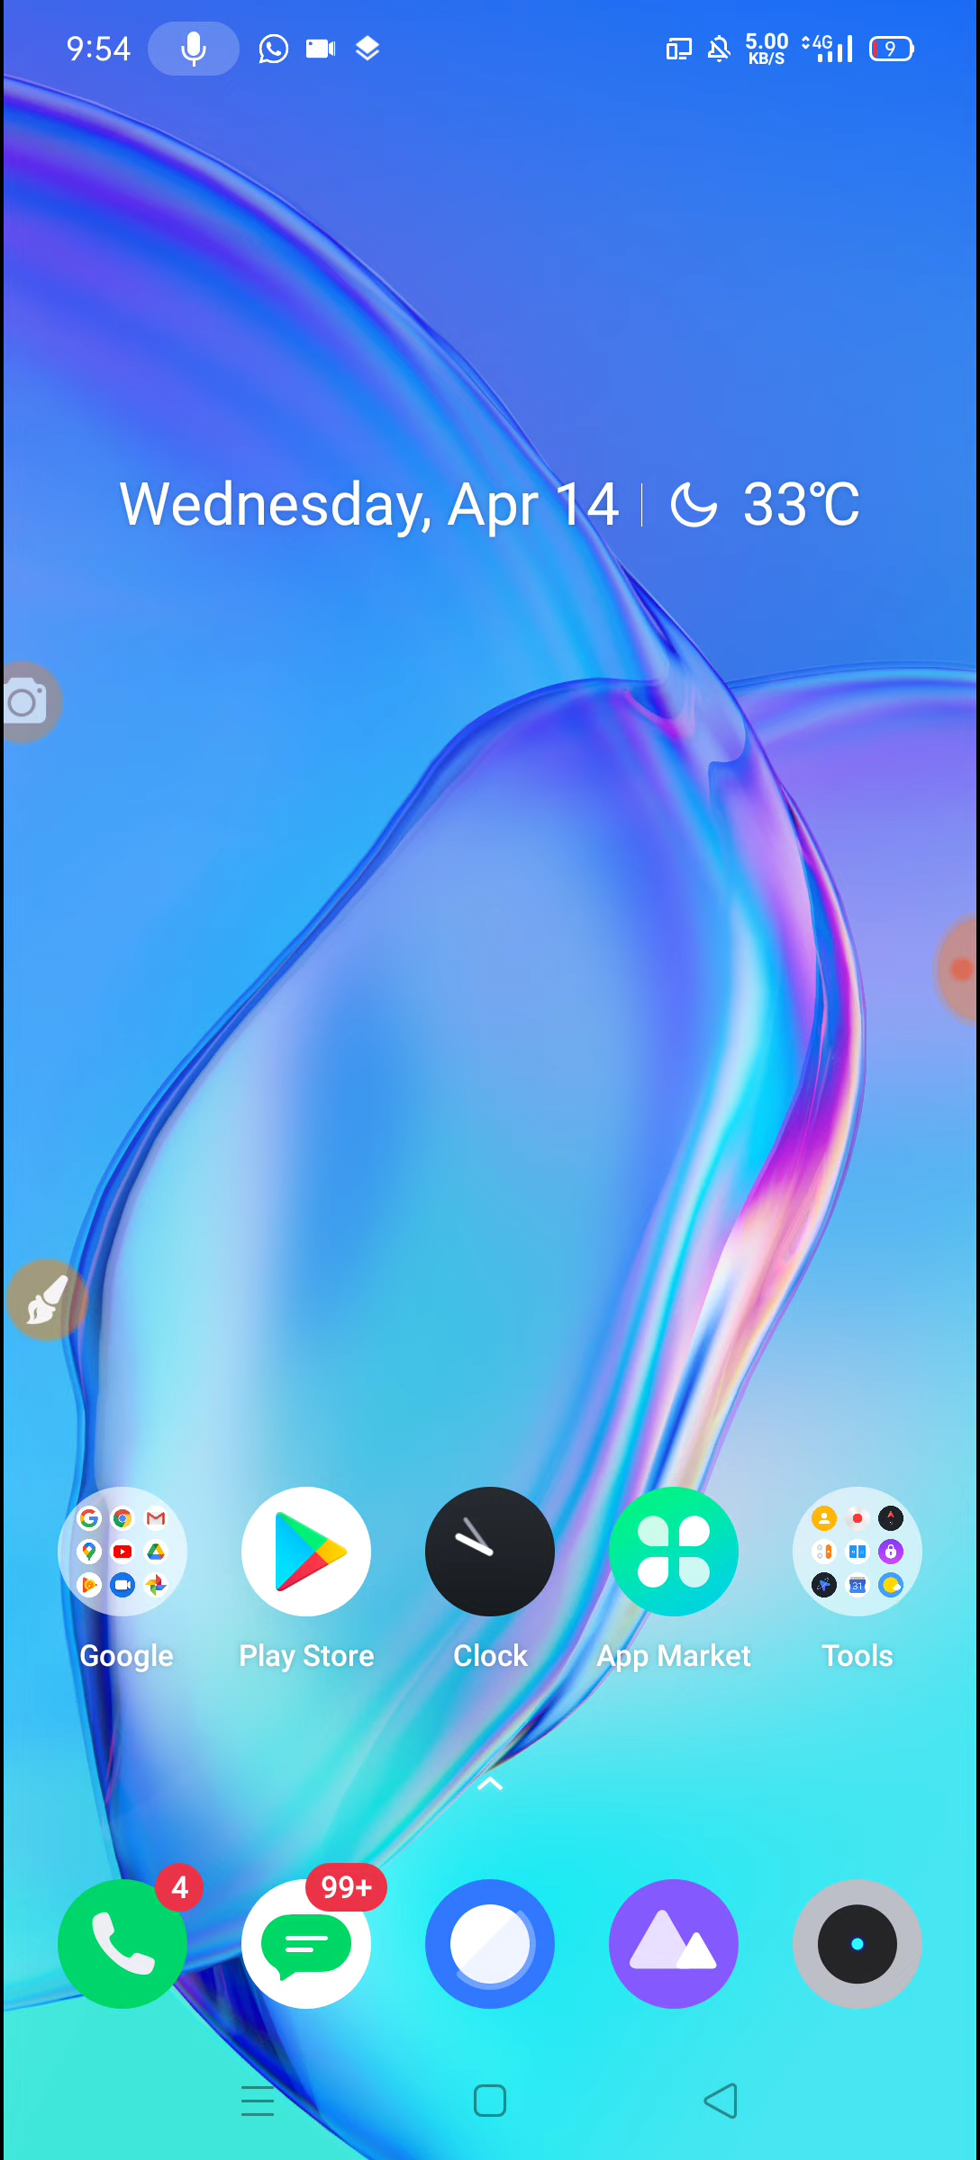 9:54 5.00 KB/S 4G 9
Wednesday, Apr 14 33℃
31
Google Play Store Clock App Market Tools
4 99+